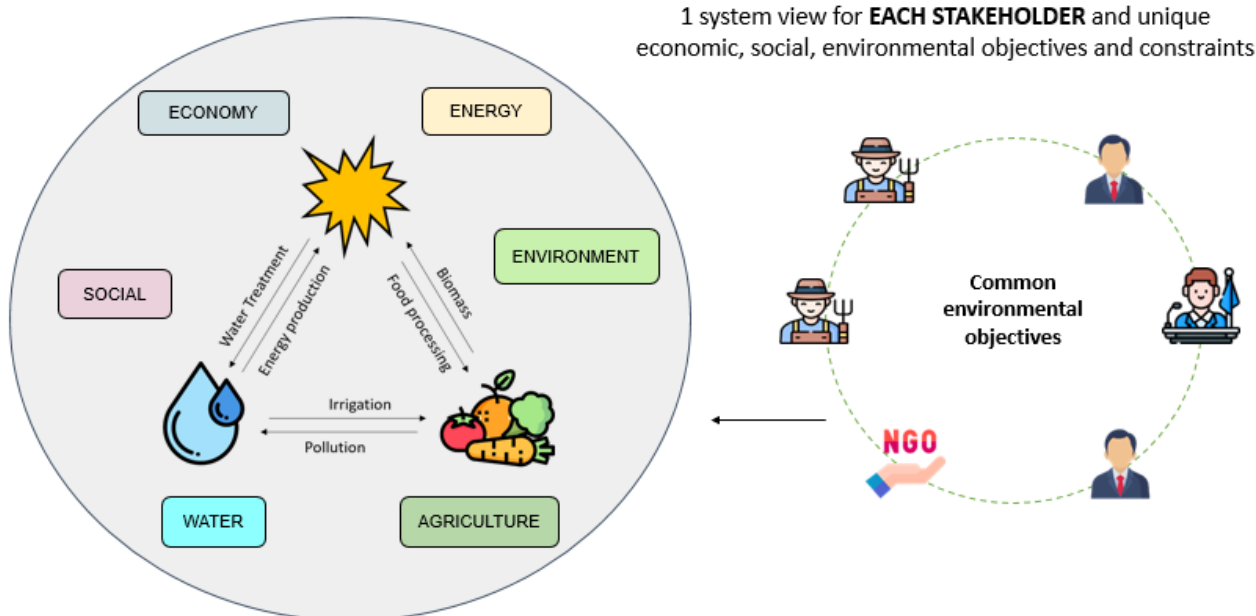 1 system view for EACH STAKEHOLDER and unique
economic, social, environmental objectives and constraints
ECONOMY
ENERGY
ENVIRONMENT
SOCIAL
Water Treatment
Energy production
Biomass
Food processing
Irrigation
Pollution
WATER
AGRICULTURE
Common
environmental
objectives
NGO